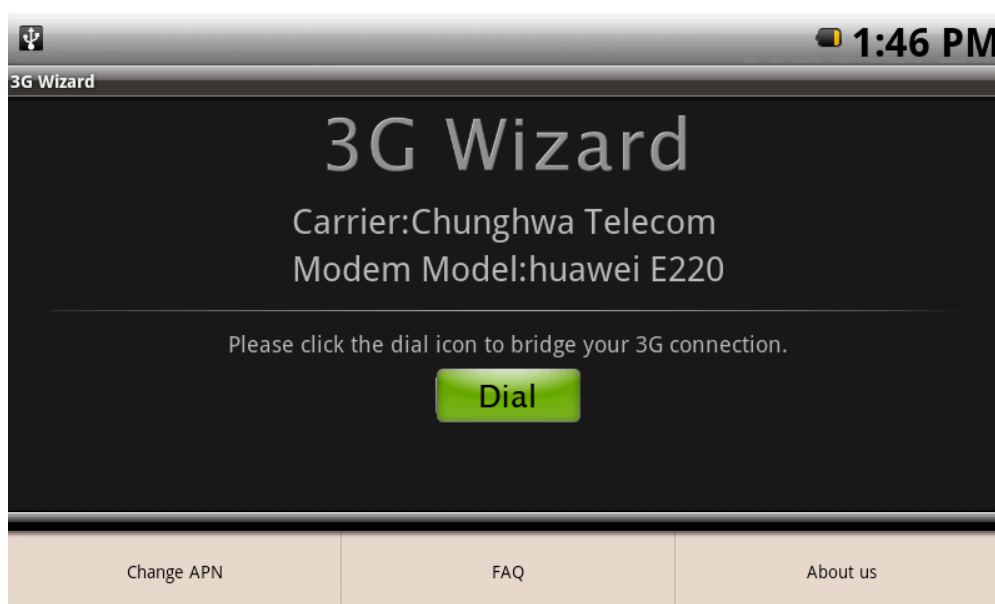 1:46 PM
3G Wizard
3G Wizard
Carrier:Chunghwa Telecom
Modem Model:huawei E220
Please click the dial icon to bridge your 3G connection.
Dial
Change APN
FAQ
About us